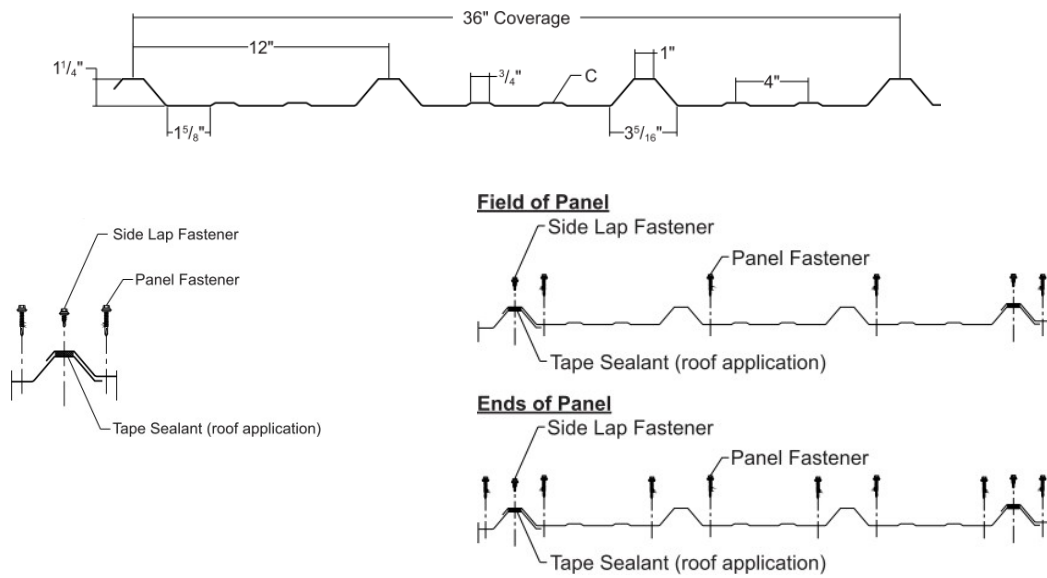 36" Coverage
12"
1"
1 1/4"
3/4"
C
4"
1 5/8"
3 5/16"
Side Lap Fastener
Panel Fastener
Tape Sealant (roof application)
Field of Panel
Side Lap Fastener
Panel Fastener
Tape Sealant (roof application)
Ends of Panel
Side Lap Fastener
Panel Fastener
Tape Sealant (roof application)